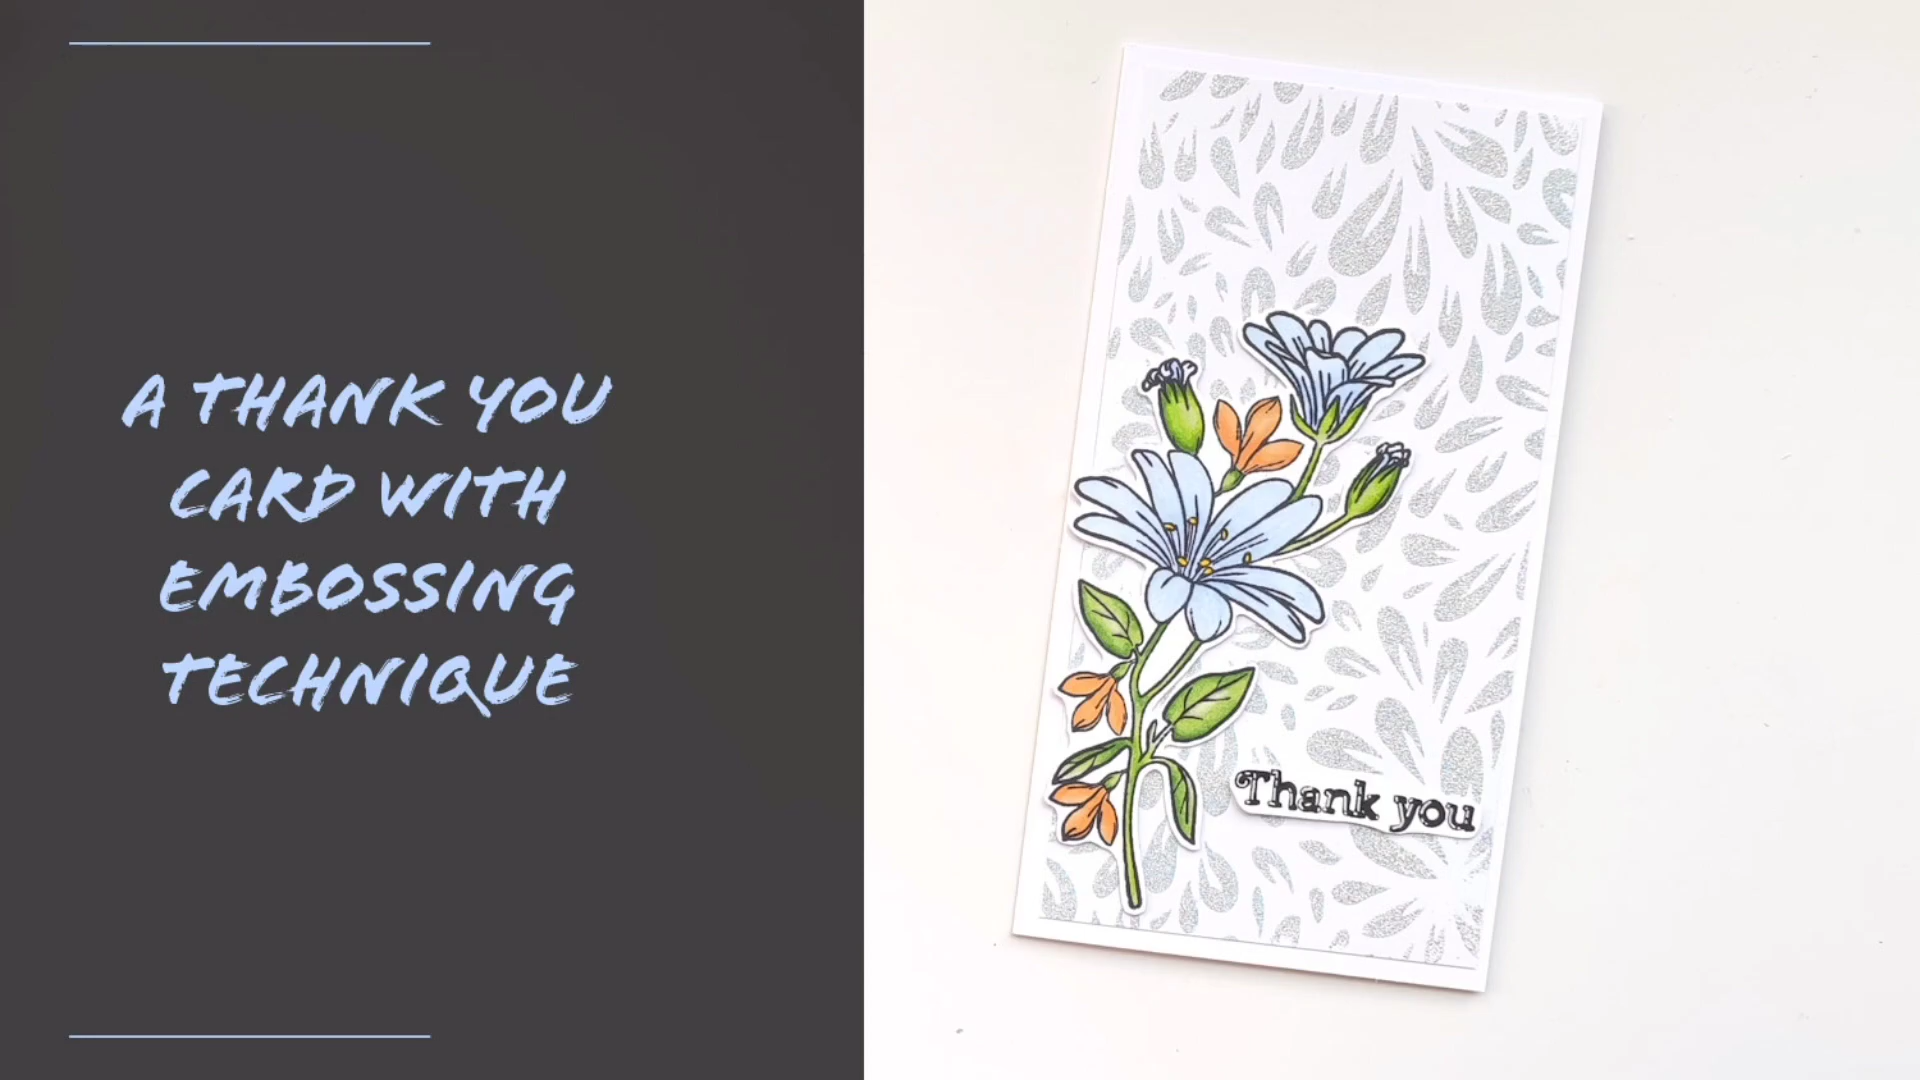 A THANK YOU
CARD WITH
EMBOSSING
TECHNIQUE
Thank you